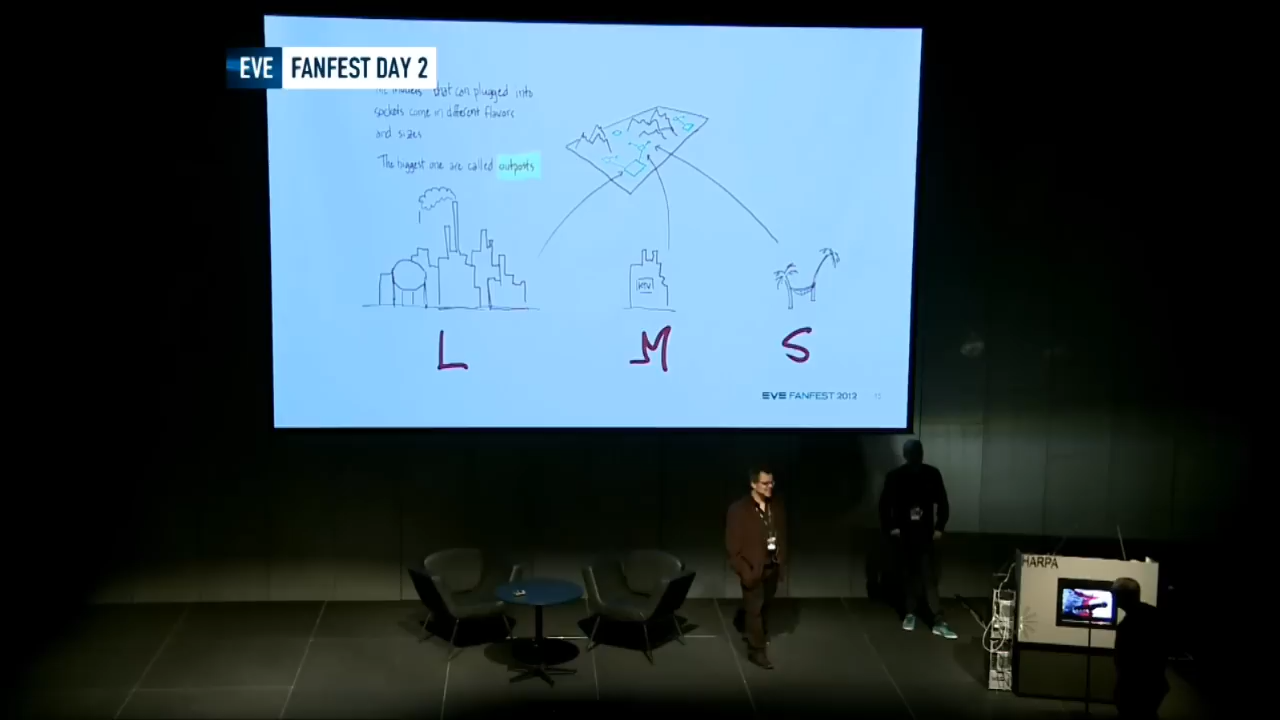 EVE FANFEST DAY 2
that can plugged into
sockets come in different flavors
and sizes
The biggest one are called outposts
L M S
EVE FANFEST 2012
HARPA